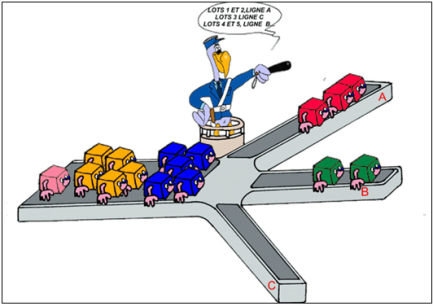 LOTS 1 ET 2,LIGNE A
LOTS 3 LIGNE C
LOTS 4 ET 5, LIGNE B...
A
B
C